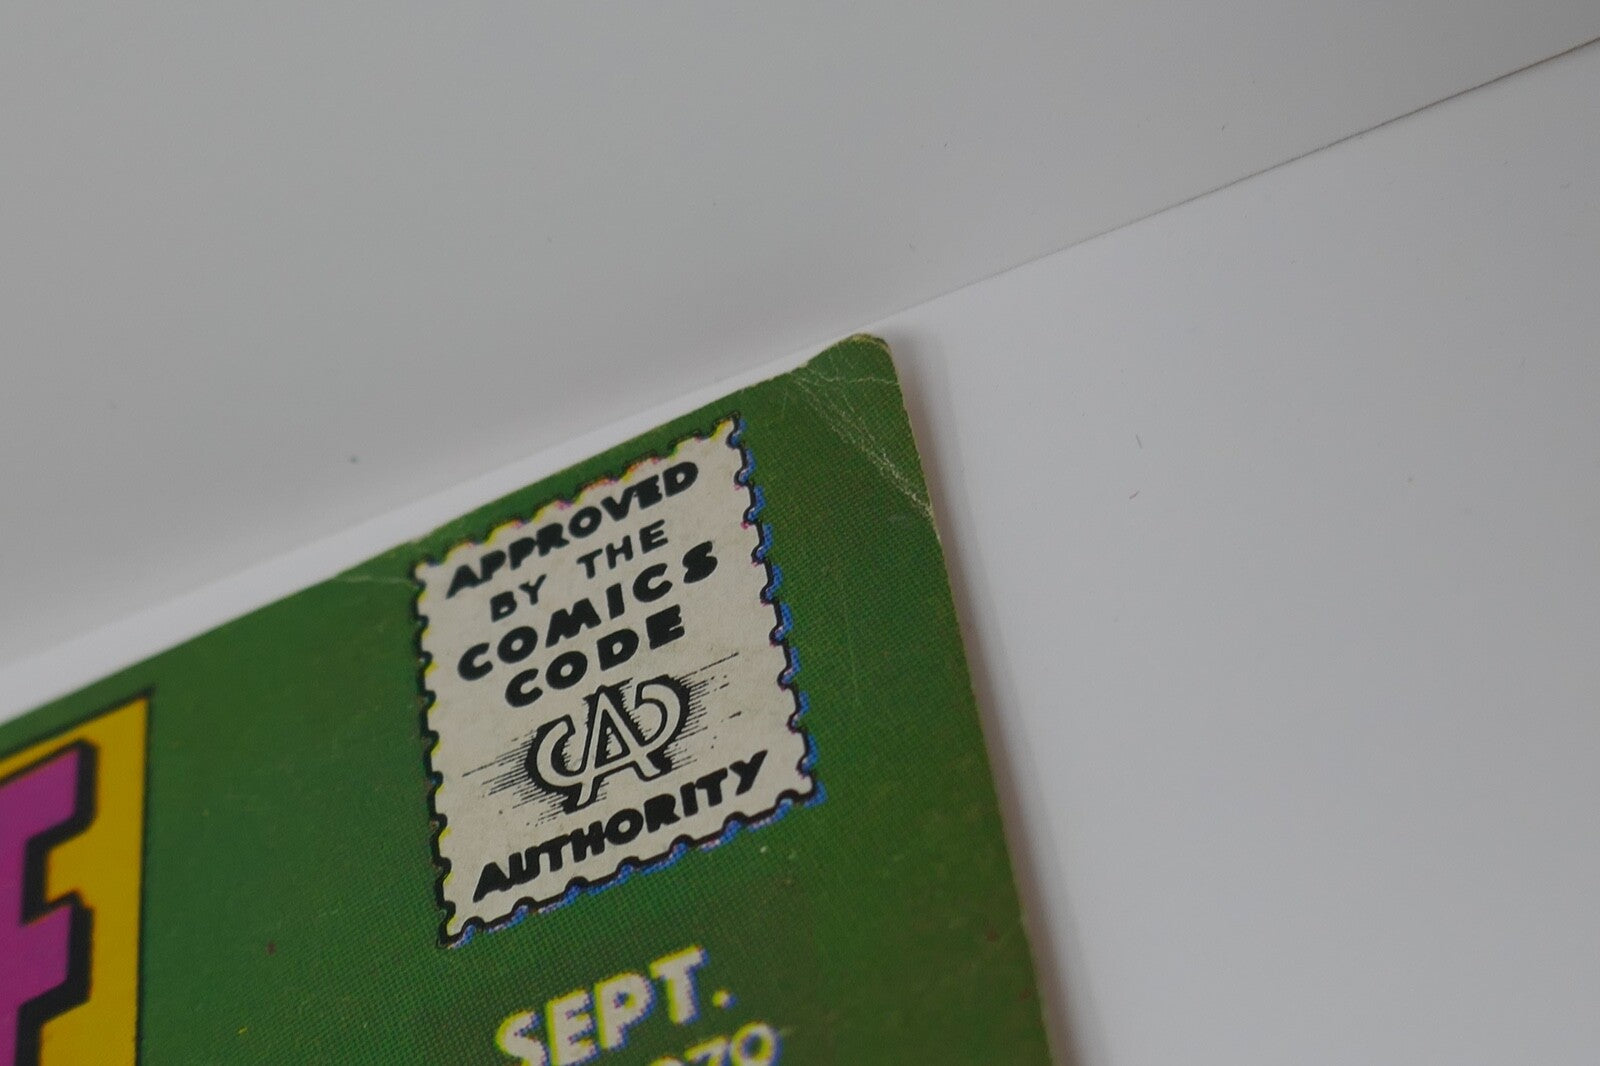 APPROVED
BY THE
COMICS
CODE
CA
AUTHORITY
SEPT.